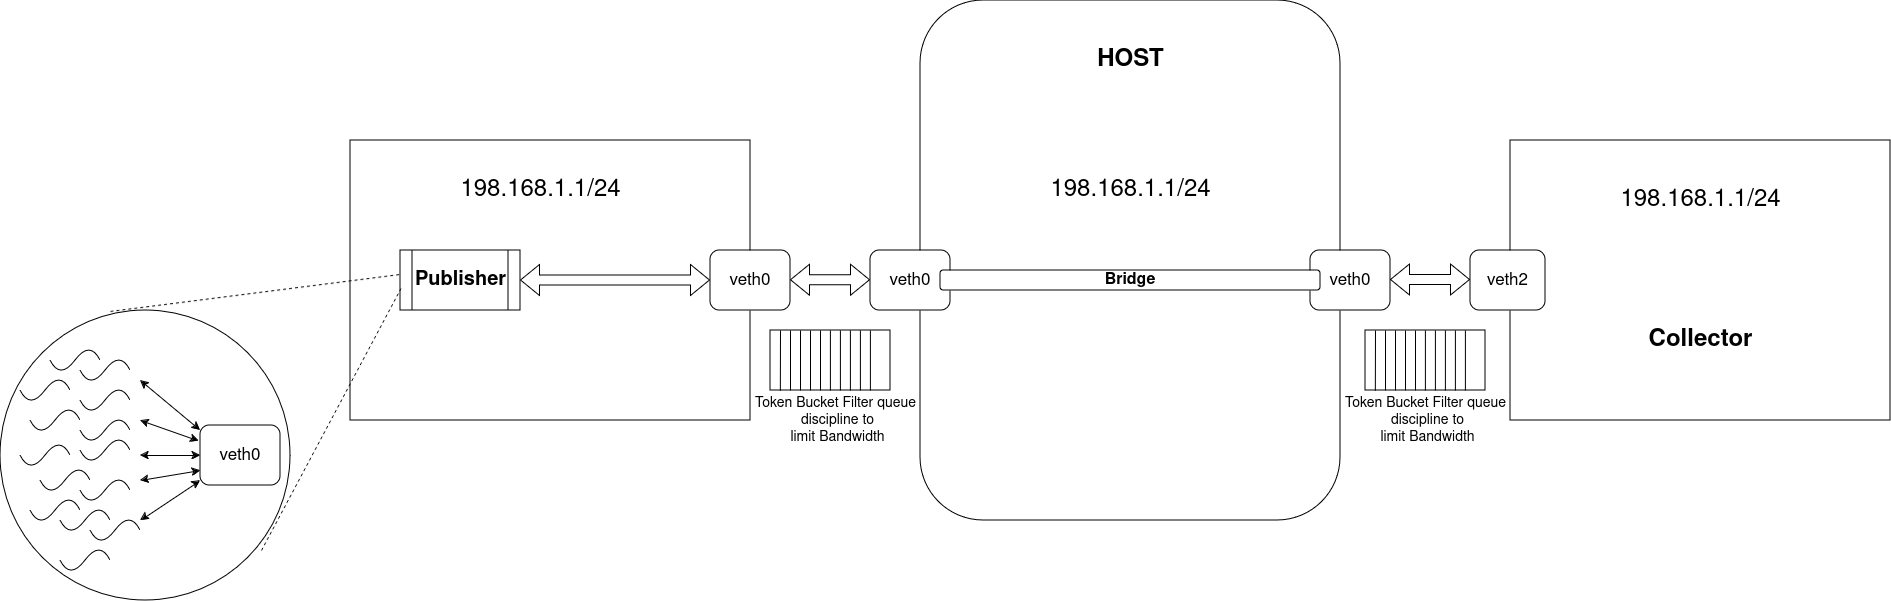 HOST
198.168.1.1/24
198.168.1.1/24
198.168.1.1/24
Publisher
veth0
veth0
Bridge
veth0
veth2
Collector
Token Bucket Filter queue
discipline to
limit Bandwidth
Token Bucket Filter queue
discipline to
limit Bandwidth
veth0